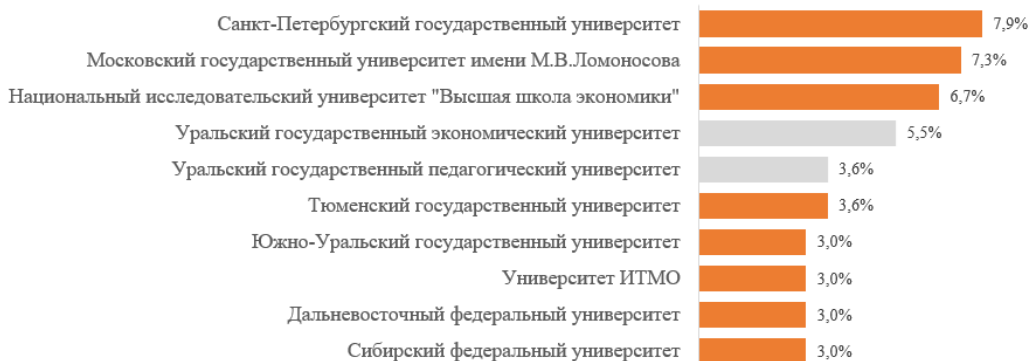 Санкт-Петербургский государственный университет 7,9%
Московский государственный университет имени М.В.Ломоносова 7,3%
Национальный исследовательский университет "Высшая школа экономики" 6,7%
Уральский государственный экономический университет 5,5%
Уральский государственный педагогический университет 3,6%
Тюменский государственный университет 3,6%
Южно-Уральский государственный университет 3,0%
Университет ИТМО 3,0%
Дальневосточный федеральный университет 3,0%
Сибирский федеральный университет 3,0%